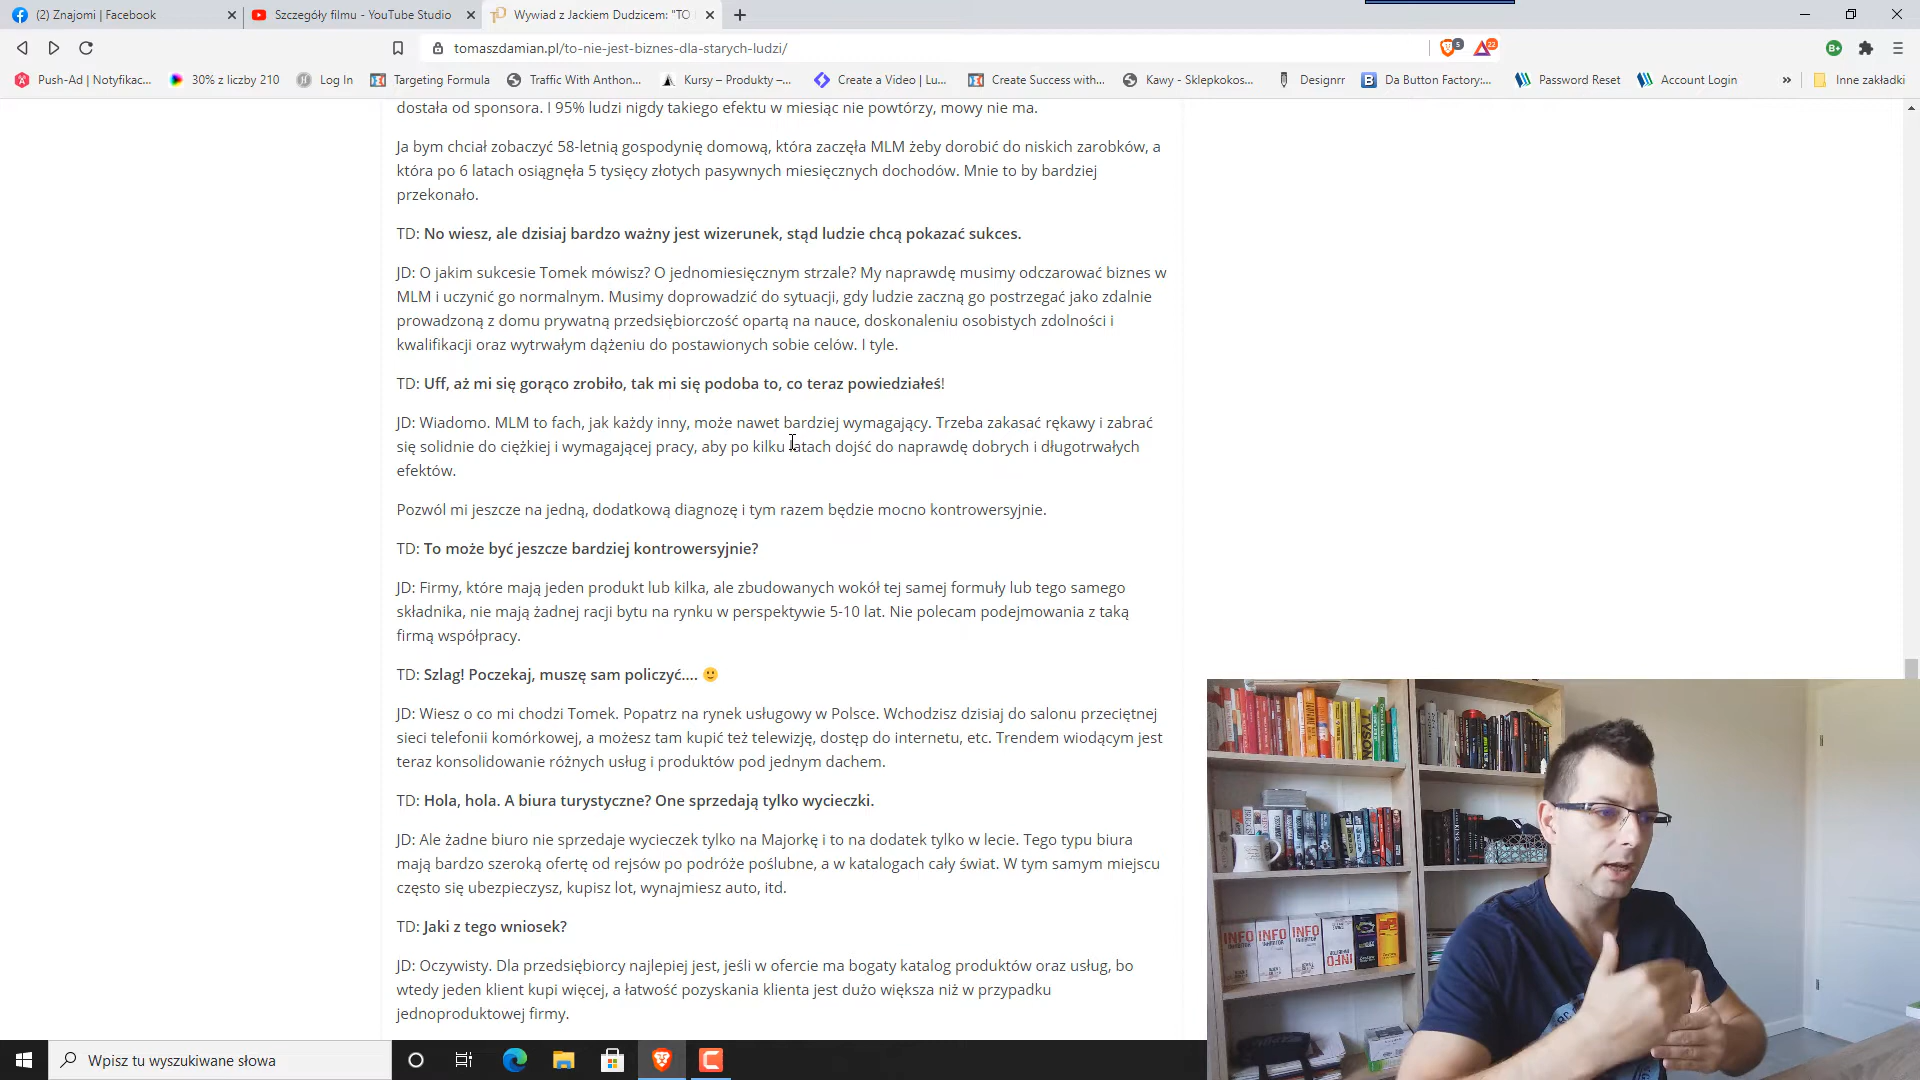 (2) Znajomi | Facebook
Szczegóły filmu - YouTube Studio
Wywiad z Jackiem Dudzicem: "TO
tomaszdamian.pl/to-nie-jest-biznes-dla-starych-ludzi/
5
22
B+
Push-Ad | Notyfikac...
30% z liczby 210
Log In
Targeting Formula
Traffic With Anthon...
Kursy – Produkty –...
Create a Video | Lu...
Create Success with...
Kawy - Sklepkokos...
Designrr
Da Button Factory:...
Password Reset
Account Login
»
Inne zakładki
dostała od sponsora. I 95% ludzi nigdy takiego efektu w miesiąc nie powtórzy, mowy nie ma.
Ja bym chciał zobaczyć 58-letnią gospodynię domową, która zaczęła MLM żeby dorobić do niskich zarobków, a
która po 6 latach osiągnęła 5 tysięcy złotych pasywnych miesięcznych dochodów. Mnie to by bardziej
przekonało.
TD: No wiesz, ale dzisiaj bardzo ważny jest wizerunek, stąd ludzie chcą pokazać sukces.
JD: O jakim sukcesie Tomek mówisz? O jednomiesięcznym strzale? My naprawdę musimy odczarować biznes w
MLM i uczynić go normalnym. Musimy doprowadzić do sytuacji, gdy ludzie zaczną go postrzegać jako zdalnie
prowadzoną z domu prywatną przedsiębiorczość opartą na nauce, doskonaleniu osobistych zdolności i
kwalifikacji oraz wytrwałym dążeniu do postawionych sobie celów. I tyle.
TD: Uff, aż mi się gorąco zrobiło, tak mi się podoba to, co teraz powiedziałeś!
JD: Wiadomo. MLM to fach, jak każdy inny, może nawet bardziej wymagający. Trzeba zakasać rękawy i zabrać
się solidnie do ciężkiej i wymagającej pracy, aby po kilku latach dojść do naprawdę dobrych i długotrwałych
efektów.
Pozwól mi jeszcze na jedną, dodatkową diagnozę i tym razem będzie mocno kontrowersyjnie.
TD: To może być jeszcze bardziej kontrowersyjnie?
JD: Firmy, które mają jeden produkt lub kilka, ale zbudowanych wokół tej samej formuły lub tego samego
składnika, nie mają żadnej racji bytu na rynku w perspektywie 5-10 lat. Nie polecam podejmowania z taką
firmą współpracy.
TD: Szlag! Poczekaj, muszę sam policzyć.... 🙂
JD: Wiesz o co mi chodzi Tomek. Popatrz na rynek usługowy w Polsce. Wchodzisz dzisiaj do salonu przeciętnej
sieci telefonii komórkowej, a możesz tam kupić też telewizję, dostęp do internetu, etc. Trendem wiodącym jest
teraz konsolidowanie różnych usług i produktów pod jednym dachem.
TD: Hola, hola. A biura turystyczne? One sprzedają tylko wycieczki.
JD: Ale żadne biuro nie sprzedaje wycieczek tylko na Majorkę i to na dodatek tylko w lecie. Tego typu biura
mają bardzo szeroką ofertę od rejsów po podróże poślubne, a w katalogach cały świat. W tym samym miejscu
często się ubezpieczysz, kupisz lot, wynajmiesz auto, itd.
TD: Jaki z tego wniosek?
JD: Oczywisty. Dla przedsiębiorcy najlepiej jest, jeśli w ofercie ma bogaty katalog produktów oraz usług, bo
wtedy jeden klient kupi więcej, a łatwość pozyskania klienta jest dużo większa niż w przypadku
jednoproduktowej firmy.
TYSON
KING
INFO
INFO
INFO
Wpisz tu wyszukiwane słowa